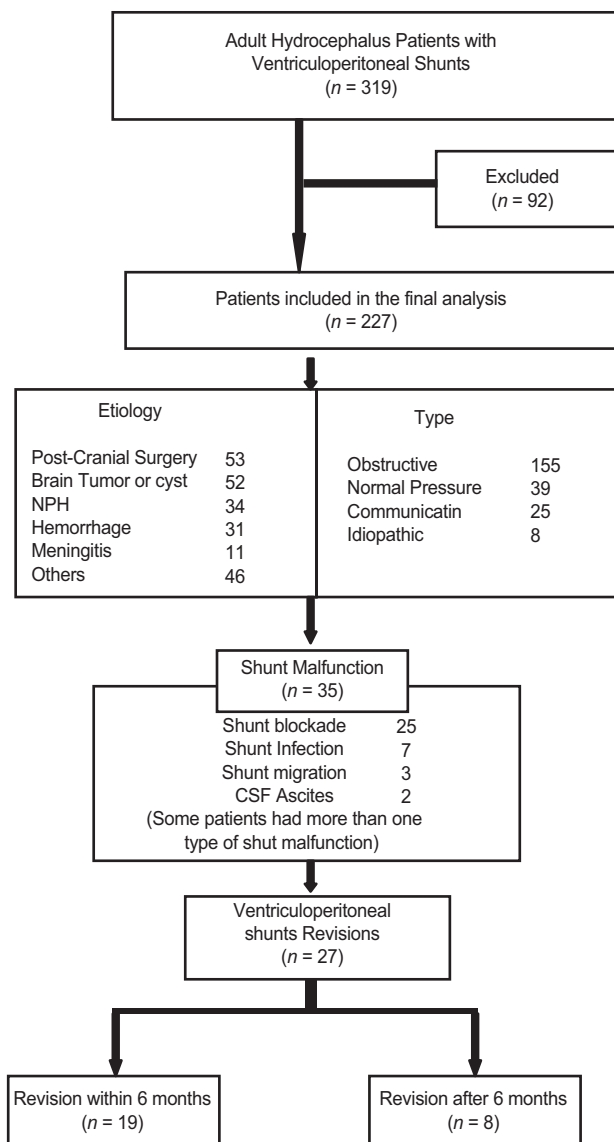 Adult Hydrocephalus Patients with
Ventriculoperitoneal Shunts
(n = 319)
Excluded
(n = 92)
Patients included in the final analysis
(n = 227)
Etiology
Post-Cranial Surgery 53
Brain Tumor or cyst 52
NPH 34
Hemorrhage 31
Meningitis 11
Others 46
Type
Obstructive 155
Normal Pressure 39
Communicatin 25
Idiopathic 8
Shunt Malfunction
(n = 35)
Shunt blockade 25
Shunt Infection 7
Shunt migration 3
CSF Ascites 2
(Some patients had more than one
type of shut malfunction)
Ventriculoperitoneal
shunts Revisions
(n = 27)
Revision within 6 months
(n = 19)
Revision after 6 months
(n = 8)